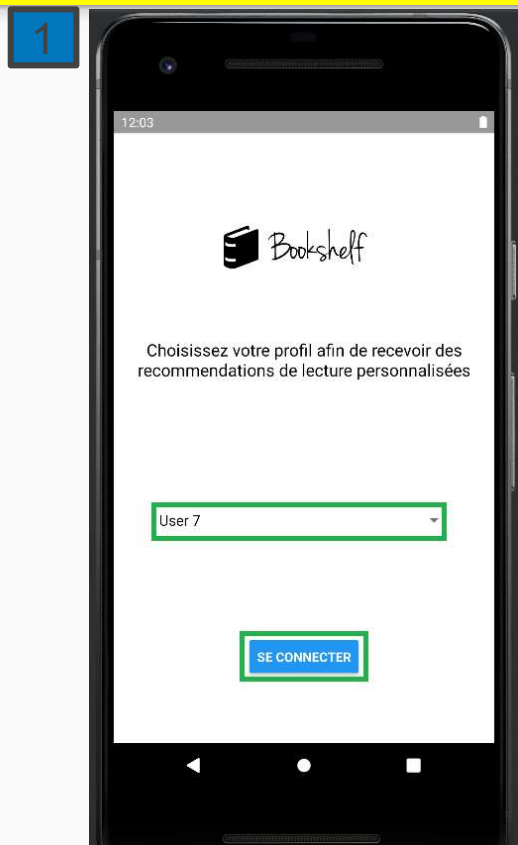 1
12:03
Bookshelf
Choisissez votre profil afin de recevoir des
recommendations de lecture personnalisées
User 7
SE CONNECTER